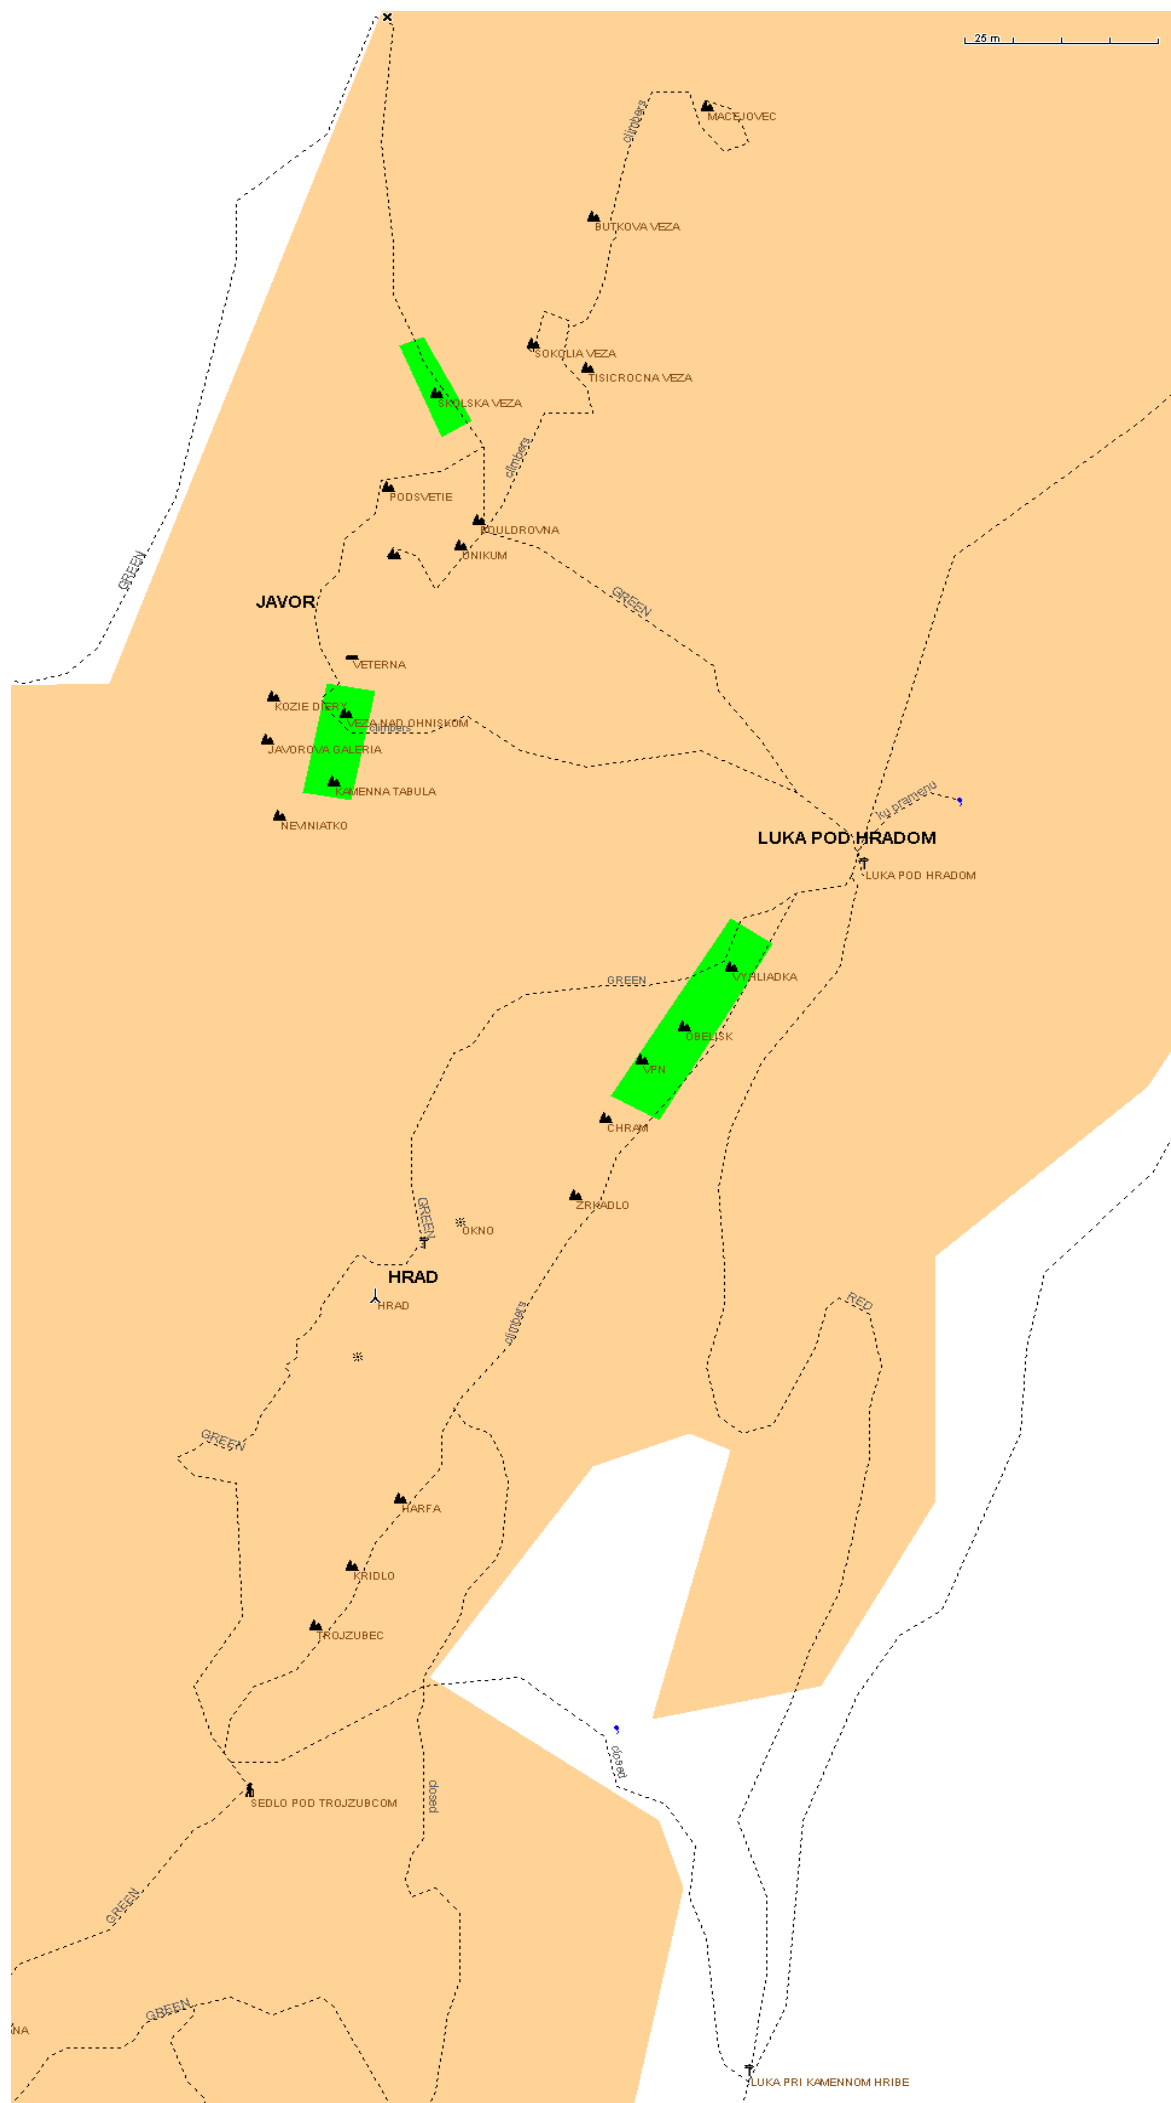 25 m
climbers
MACEJOVEC
BUTKOVA VEZA
SOKOLIA VEZA
TISICROCNA VEZA
SKOLSKA VEZA
climbers
PODSVETIE
BOULDROVNA
UNIKUM
GREEN
GREEN
JAVOR
VETERNA
KOZIE DIERY
VEZA NAD OHNISKOM
climbers
JAVOROVA GALERIA
KAMENNA TABULA
ku pramenu
NEVINIATKO
LUKA POD HRADOM
LUKA POD HRADOM
VYHLIADKA
GREEN
OBELISK
VPN
CHRAM
ZRKADLO
GREEN
OKNO
HRAD
HRAD
RED
climbers
GREEN
HARFA
KRIDLO
TROJZUBEC
closed
closed
SEDLO POD TROJZUBCOM
GREEN
GREEN
NA
LUKA PRI KAMENNOM HRIBE